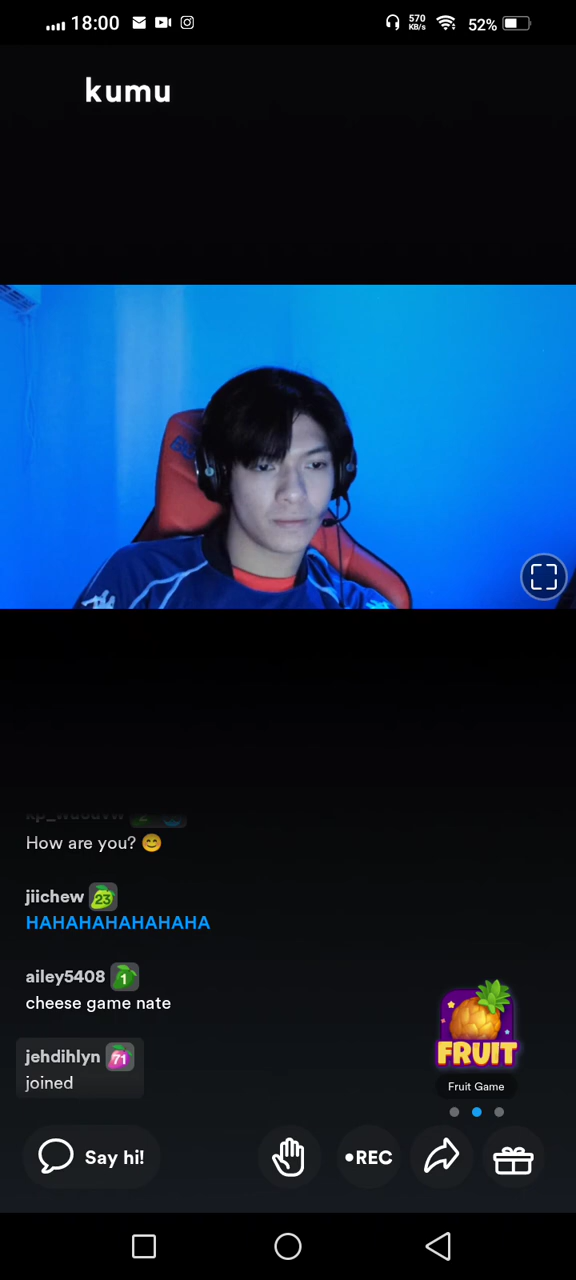 18:00
570
KB/s
52%
kumu
How are you? 😊
jiichew 23
HAHAHAHAHAHAHA
ailey5408 1
cheese game nate
jehdihlyn 71
joined
FRUIT
Fruit Game
Say hi!
•REC